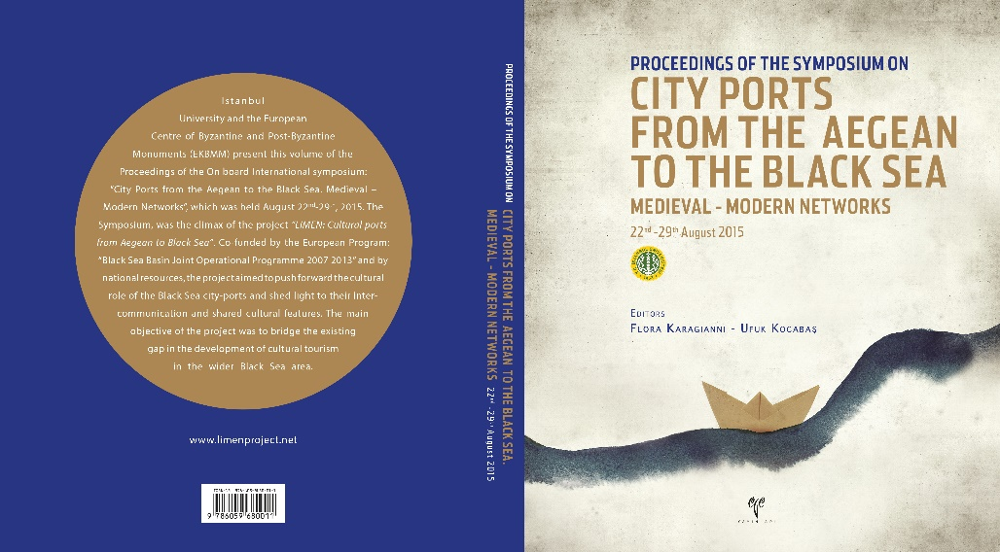 Istanbul
University and the European
Centre of Byzantine and Post-Byzantine
Monuments (EKBMM) present this volume of the
Proceedings of the On board International symposium:
"City Ports from the Aegean to the Black Sea. Medieval –
Modern Networks", which was held August 22nd-29th, 2015. The
Symposium, was the climax of the project "LIMEN: Cultural ports
from Aegean to Black Sea". Co-funded by the European Program:
"Black Sea Basin Joint Operational Programme 2007 2013" and by
national resources, the project aimed to push forward the cultural
role of the Black Sea city-ports and shed light to their Inter-
communication and shared cultural features. The main
objective of the project was to bridge the existing
gap in the development of cultural tourism
in the wider Black Sea area.
www.limenproject.net
9 786059 680011
PROCEEDINGS OF THE SYMPOSIUM ON
CITY PORTS FROM THE AEGEAN TO THE BLACK SEA.
MEDIEVAL - MODERN NETWORKS 22nd -29th August 2015
PROCEEDINGS OF THE SYMPOSIUM ON
CITY PORTS
FROM THE AEGEAN
TO THE BLACK SEA
MEDIEVAL - MODERN NETWORKS
22nd -29th August 2015
EDITORS
FLORA KARAGIANNI - UFUK KOCABAŞ